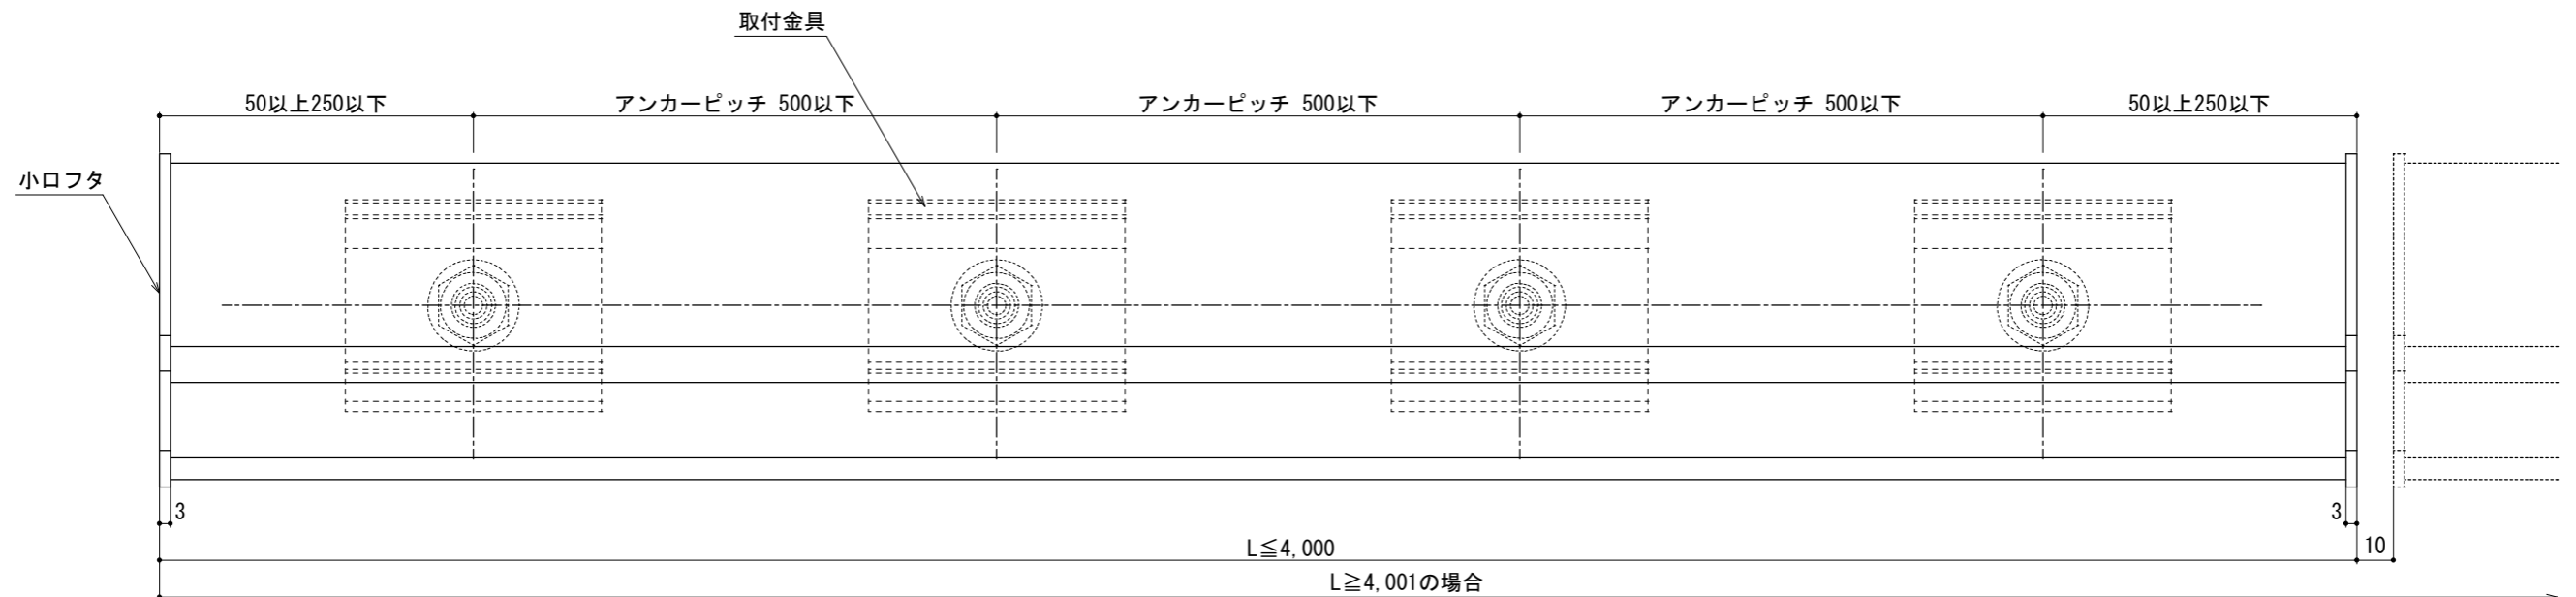 取付金具
50以上250以下
アンカーピッチ 500以下
アンカーピッチ 500以下
アンカーピッチ 500以下
50以上250以下
小口フタ
3
3
L≦4,000
10
L≧4,001の場合